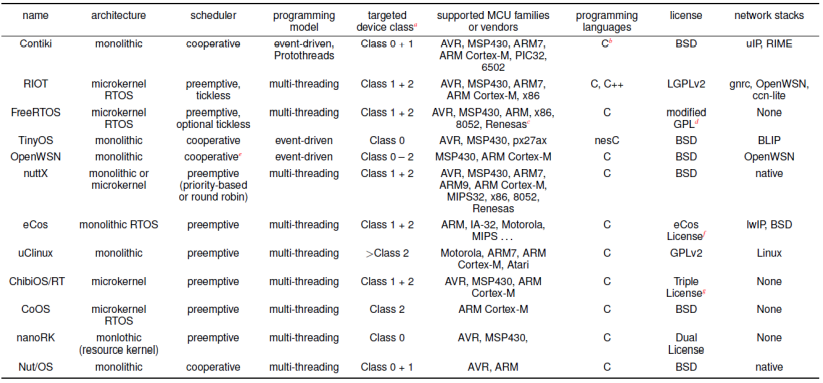 name architecture scheduler programming model targeted device class^a supported MCU families or vendors programming languages license network stacks
Contiki monolithic cooperative event-driven, Protothreads Class 0 + 1 AVR, MSP430, ARM7, ARM Cortex-M, PIC32, 6502 C^b BSD uIP, RIME
RIOT microkernel RTOS preemptive, tickless multi-threading Class 1 + 2 AVR, MSP430, ARM7, ARM Cortex-M, x86 C, C++ LGPLv2 gnrc, OpenWSN, ccn-lite
FreeRTOS microkernel RTOS preemptive, optional tickless multi-threading Class 1 + 2 AVR, MSP430, ARM, x86, 8052, Renesas^c C modified GPL^d None
TinyOS monolithic cooperative event-driven Class 0 AVR, MSP430, px27ax nesC BSD BLIP
OpenWSN monolithic cooperative^e event-driven Class 0 – 2 MSP430, ARM Cortex-M C BSD OpenWSN
nuttX monolithic or microkernel preemptive (priority-based or round robin) multi-threading Class 1 + 2 AVR, MSP430, ARM7, ARM9, ARM Cortex-M, MIPS32, x86, 8052, Renesas C BSD native
eCos monolithic RTOS preemptive multi-threading Class 1 + 2 ARM, IA-32, Motorola, MIPS ... C eCos License^f lwIP, BSD
uClinux monolithic preemptive multi-threading >Class 2 Motorola, ARM7, ARM Cortex-M, Atari C GPLv2 Linux
ChibiOS/RT microkernel preemptive multi-threading Class 1 + 2 AVR, MSP430, ARM Cortex-M C Triple License^g None
CoOS microkernel RTOS preemptive multi-threading Class 2 ARM Cortex-M C BSD None
nanoRK monolothic (resource kernel) preemptive multi-threading Class 0 AVR, MSP430, C Dual License None
Nut/OS monolithic cooperative multi-threading Class 0 + 1 AVR, ARM C BSD native